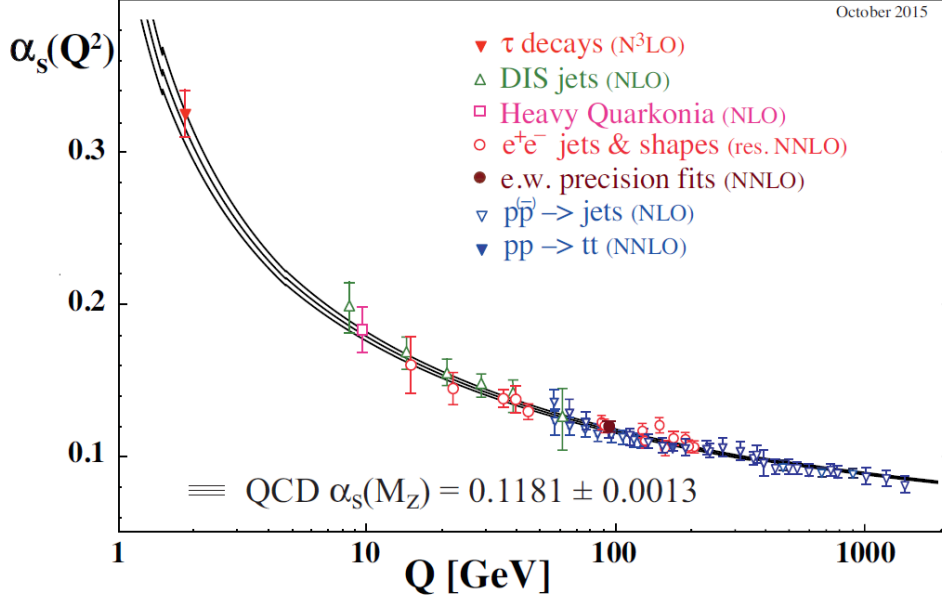 October 2015
αs(Q²)
τ decays (N³LO)
DIS jets (NLO)
Heavy Quarkonia (NLO)
e⁺e⁻ jets & shapes (res. NNLO)
e.w. precision fits (NNLO)
p(p̄) –> jets (NLO)
pp –> tt (NNLO)
0.3
0.2
0.1
QCD αs(Mz) = 0.1181 ± 0.0013
1 10 100 1000
Q [GeV]